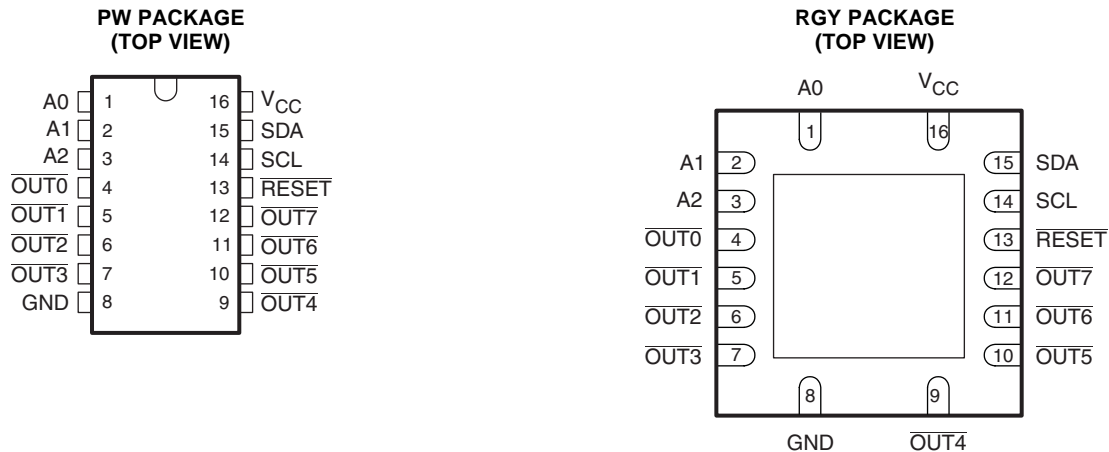 PW PACKAGE
(TOP VIEW)
A0 1 16 VCC
A1 2 15 SDA
A2 3 14 SCL
OUT0 4 13 RESET
OUT1 5 12 OUT7
OUT2 6 11 OUT6
OUT3 7 10 OUT5
GND 8 9 OUT4
RGY PACKAGE
(TOP VIEW)
A0 VCC
1 16
A1 2 15 SDA
A2 3 14 SCL
OUT0 4 13 RESET
OUT1 5 12 OUT7
OUT2 6 11 OUT6
OUT3 7 10 OUT5
8 9
GND OUT4